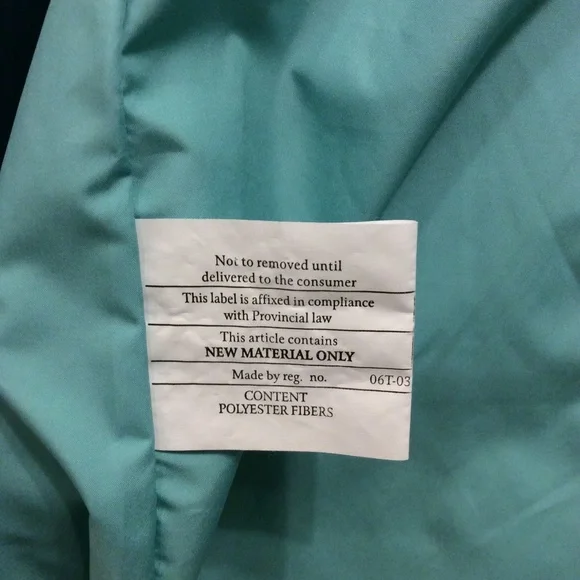 Not to removed until
delivered to the consumer
This label is affixed in compliance
with Provincial law
This article contains
NEW MATERIAL ONLY
Made by reg. no. 06T-03
CONTENT
POLYESTER FIBERS